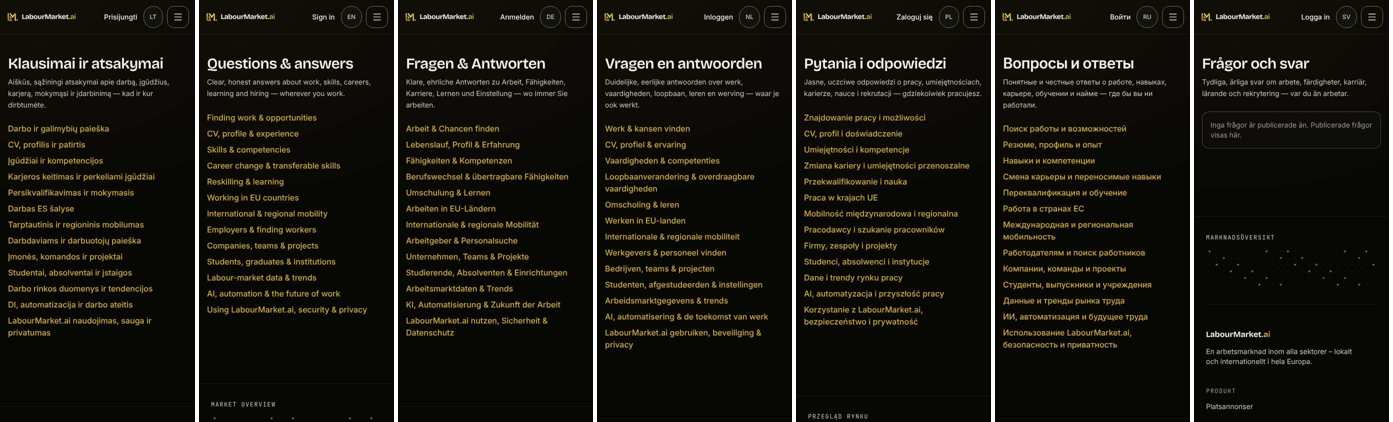 LabourMarket.ai
Prisijungti
LT
Klausimai ir atsakymai
Aiškūs, sąžiningi atsakymai apie darbą, įgūdžius,
karjerą, mokymąsi ir įdarbinimą — kad ir kur
dirbtumėte.
Darbo ir galimybių paieška
CV, profilis ir patirtis
Įgūdžiai ir kompetencijos
Karjeros keitimas ir perkeliami įgūdžiai
Persikvalifikavimas ir mokymasis
Darbas ES šalyse
Tarptautinis ir regioninis mobilumas
Darbdaviams ir darbuotojų paieška
Įmonės, komandos ir projektai
Studentai, absolventai ir įstaigos
Darbo rinkos duomenys ir tendencijos
DI, automatizacija ir darbo ateitis
LabourMarket.ai naudojimas, sauga ir
privatumas
LabourMarket.ai
Sign in
EN
Questions & answers
Clear, honest answers about work, skills, careers,
learning and hiring — wherever you work.
Finding work & opportunities
CV, profile & experience
Skills & competencies
Career change & transferable skills
Reskilling & learning
Working in EU countries
International & regional mobility
Employers & finding workers
Companies, teams & projects
Students, graduates & institutions
Labour-market data & trends
AI, automation & the future of work
Using LabourMarket.ai, security & privacy
MARKET OVERVIEW
LabourMarket.ai
Anmelden
DE
Fragen & Antworten
Klare, ehrliche Antworten zu Arbeit, Fähigkeiten,
Karriere, Lernen und Einstellung — wo immer Sie
arbeiten.
Arbeit & Chancen finden
Lebenslauf, Profil & Erfahrung
Fähigkeiten & Kompetenzen
Berufswechsel & übertragbare Fähigkeiten
Umschulung & Lernen
Arbeiten in EU-Ländern
Internationale & regionale Mobilität
Arbeitgeber & Personalsuche
Unternehmen, Teams & Projekte
Studierende, Absolventen & Einrichtungen
Arbeitsmarktdaten & Trends
KI, Automatisierung & Zukunft der Arbeit
LabourMarket.ai nutzen, Sicherheit &
Datenschutz
LabourMarket.ai
Inloggen
NL
Vragen en antwoorden
Duidelijke, eerlijke antwoorden over werk,
vaardigheden, loopbaan, leren en werving — waar je
ook werkt.
Werk & kansen vinden
CV, profiel & ervaring
Vaardigheden & competenties
Loopbaanverandering & overdraagbare
vaardigheden
Omscholing & leren
Werken in EU-landen
Internationale & regionale mobiliteit
Werkgevers & personeel vinden
Bedrijven, teams & projecten
Studenten, afgestudeerden & instellingen
Arbeidsmarktgegevens & trends
AI, automatisering & de toekomst van werk
LabourMarket.ai gebruiken, beveiliging &
privacy
LabourMarket.ai
Zaloguj się
PL
Pytania i odpowiedzi
Jasne, uczciwe odpowiedzi o pracy, umiejętnościach,
karierze, nauce i rekrutacji — gdziekolwiek pracujesz.
Znajdowanie pracy i możliwości
CV, profil i doświadczenie
Umiejętności i kompetencje
Zmiana kariery i umiejętności przenoszalne
Przekwalifikowanie i nauka
Praca w krajach UE
Mobilność międzynarodowa i regionalna
Pracodawcy i szukanie pracowników
Firmy, zespoły i projekty
Studenci, absolwenci i instytucje
Dane i trendy rynku pracy
AI, automatyzacja i przyszłość pracy
Korzystanie z LabourMarket.ai,
bezpieczeństwo i prywatność
PRZEGLĄD RYNKU
LabourMarket.ai
Войти
RU
Вопросы и ответы
Понятные и честные ответы о работе, навыках,
карьере, обучении и найме — где бы вы ни
работали.
Поиск работы и возможностей
Резюме, профиль и опыт
Навыки и компетенции
Смена карьеры и переносимые навыки
Переквалификация и обучение
Работа в странах ЕС
Международная и региональная
мобильность
Работодателям и поиск работников
Компании, команды и проекты
Студенты, выпускники и учреждения
Данные и тренды рынка труда
ИИ, автоматизация и будущее труда
Использование LabourMarket.ai,
безопасность и приватность
LabourMarket.ai
Logga in
SV
Frågor och svar
Tydliga, ärliga svar om arbete, färdigheter, karriär,
lärande och rekrytering — var du än arbetar.
Inga frågor är publicerade än. Publicerade frågor
visas här.
MARKNADSÖVERSIKT
LabourMarket.ai
En arbetsmarknad inom alla sektorer – lokalt
och internationellt i hela Europa.
PRODUKT
Platsannonser